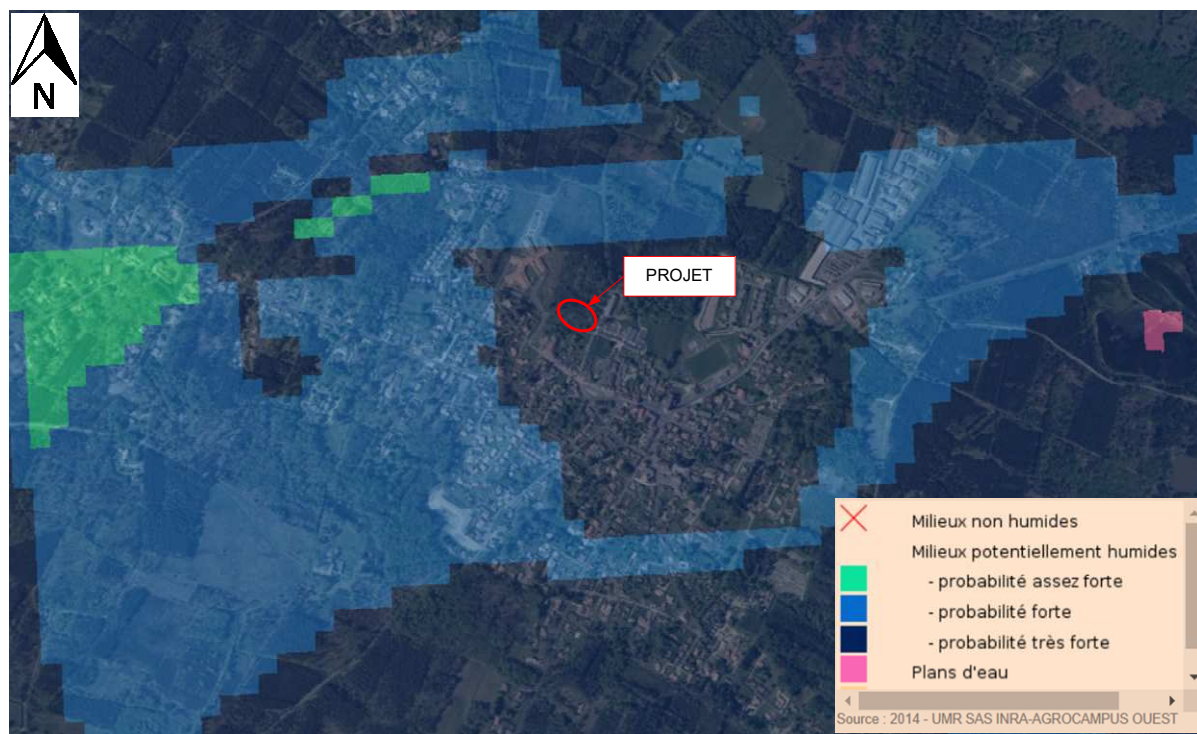 N
PROJET
Milieux non humides
Milieux potentiellement humides
- probabilité assez forte
- probabilité forte
- probabilité très forte
Plans d'eau
Source : 2014 - UMR SAS INRA-AGROCAMPUS OUEST